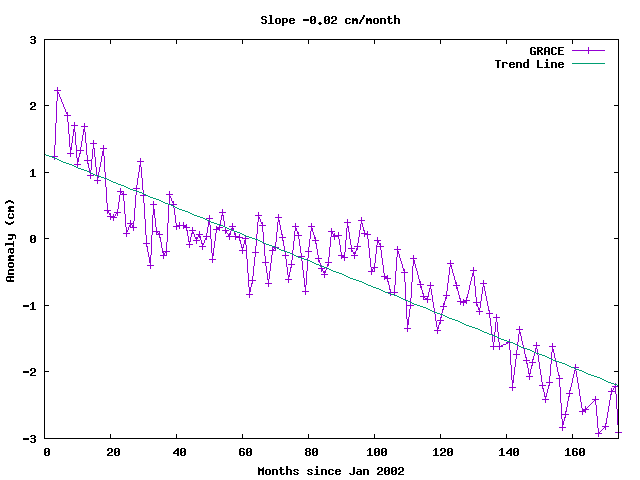 Slope -0.02 cm/month
GRACE
Trend Line
3
2
1
0
-1
-2
-3
Anomaly (cm)
0 20 40 60 80 100 120 140 160
Months since Jan 2002